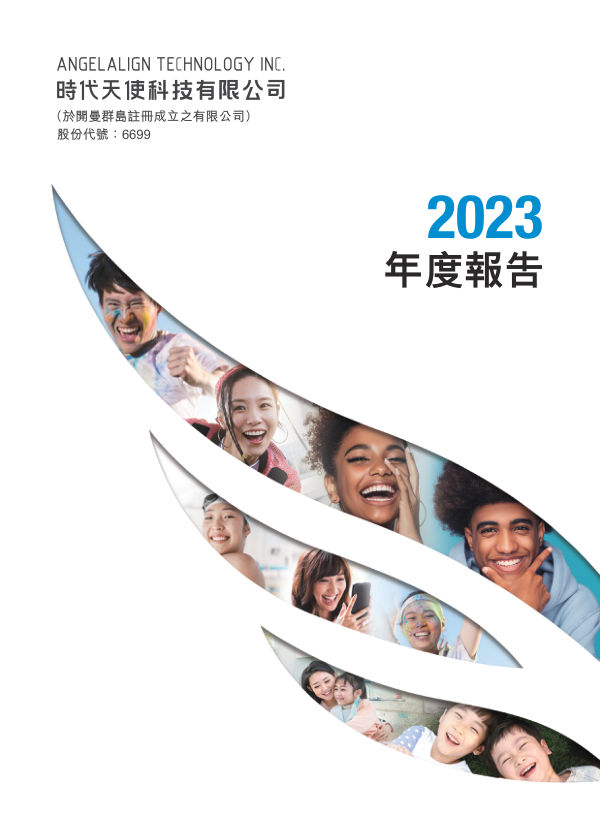 ANGELALIGN TECHNOLOGY INC.
時代天使科技有限公司
（於開曼群島註冊成立之有限公司）
股份代號：6699
2023
年度報告